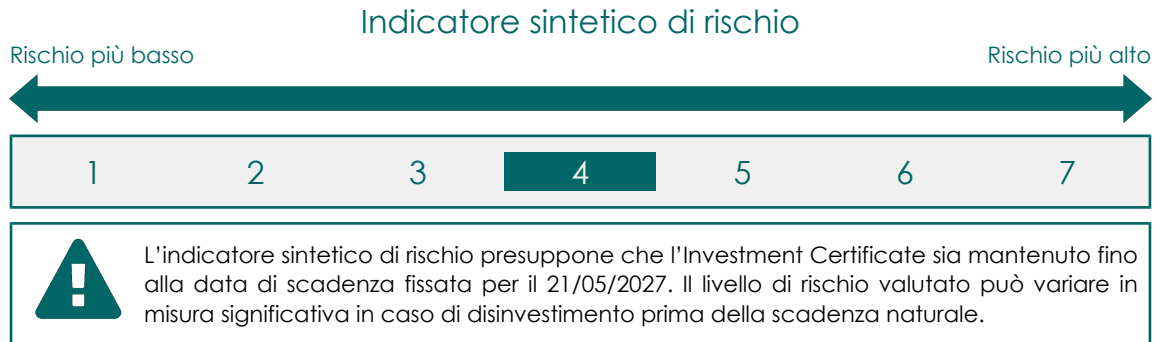 Indicatore sintetico di rischio
Rischio più basso
Rischio più alto
1 2 3 4 5 6 7
L'indicatore sintetico di rischio presuppone che l'Investment Certificate sia mantenuto fino
alla data di scadenza fissata per il 21/05/2027. Il livello di rischio valutato può variare in
misura significativa in caso di disinvestimento prima della scadenza naturale.